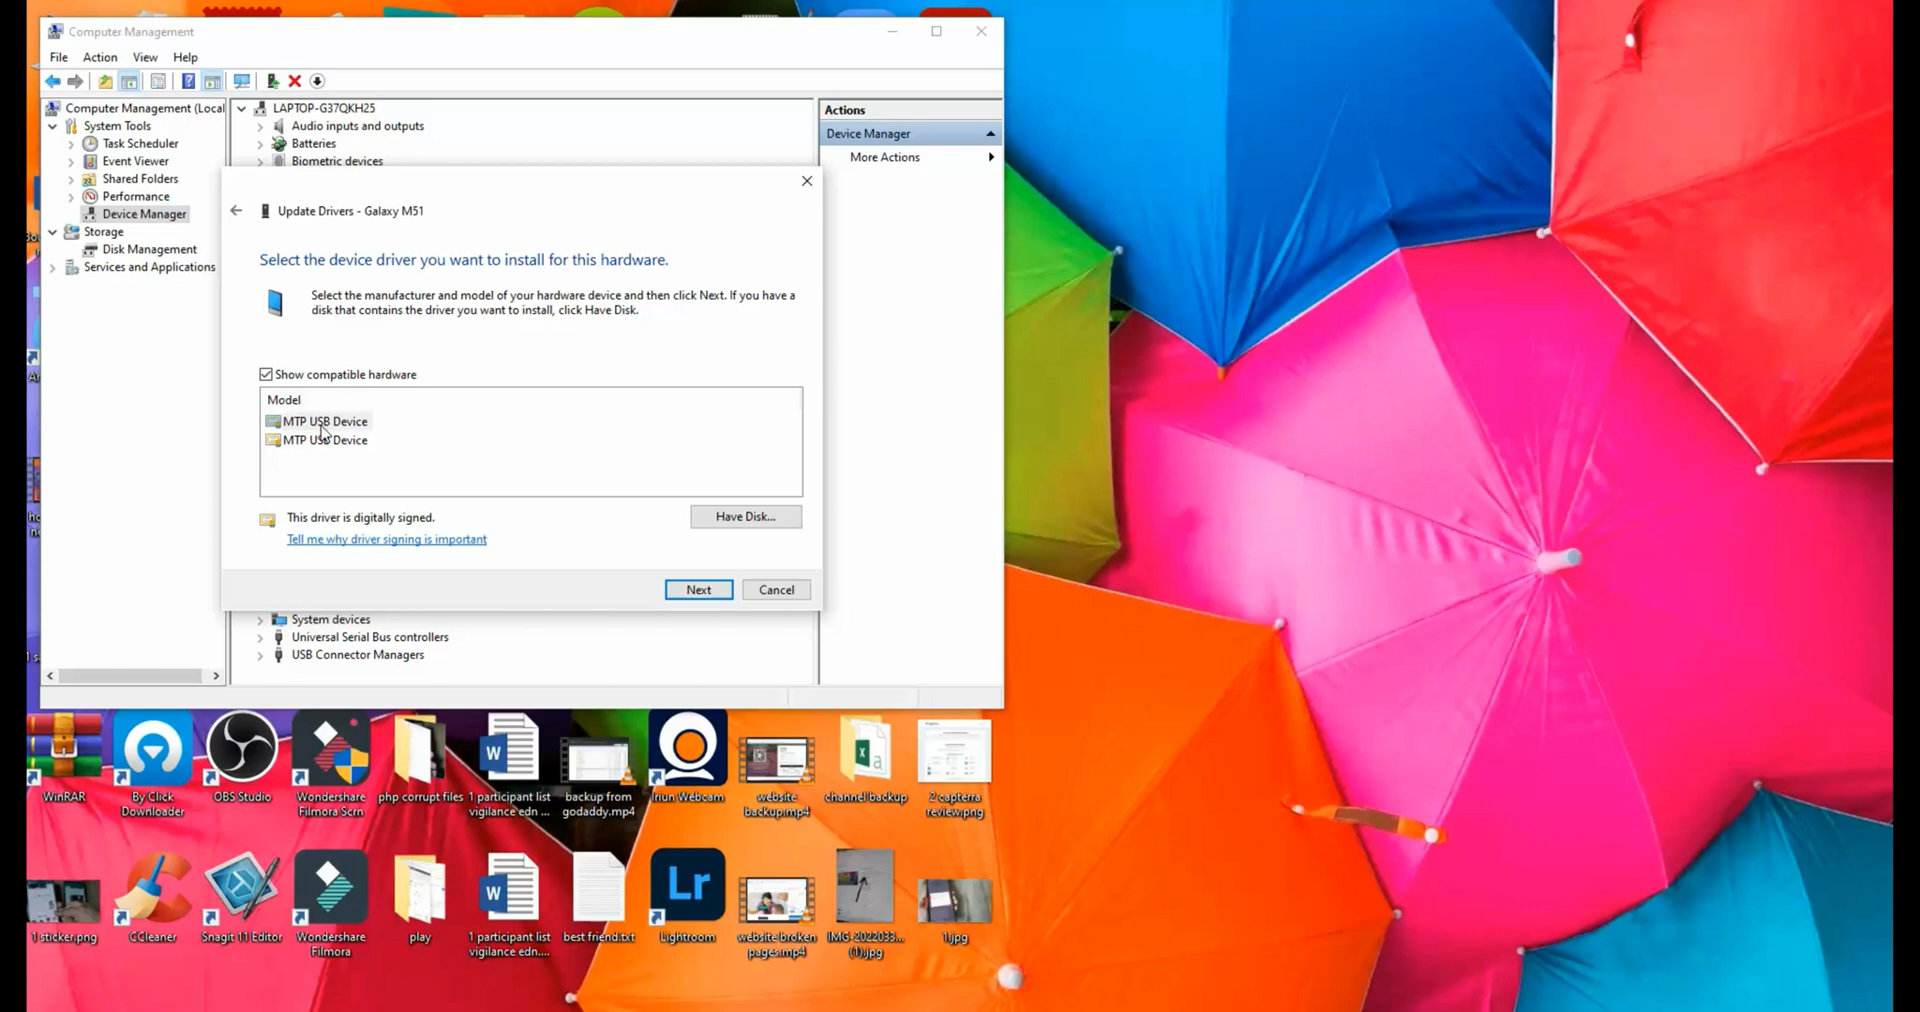 Computer Management
File Action View Help
Computer Management (Local
System Tools
Task Scheduler
Event Viewer
Shared Folders
Performance
Device Manager
Storage
Disk Management
Services and Applications
LAPTOP-G37QKH25
Audio inputs and outputs
Batteries
Biometric devices
Actions
Device Manager
More Actions
Update Drivers - Galaxy M51
Select the device driver you want to install for this hardware.
Select the manufacturer and model of your hardware device and then click Next. If you have a
disk that contains the driver you want to install, click Have Disk.
Show compatible hardware
Model
MTP USB Device
MTP USB Device
This driver is digitally signed.
Have Disk...
Tell me why driver signing is important
Next Cancel
System devices
Universal Serial Bus controllers
USB Connector Managers
WinRAR
By Click
Downloader
OBS Studio
Wondershare
Filmora Scrn
php corrupt files
1 participant list
vigilance edn ...
backup from
godaddy.mp4
Iriun Webcam
website
backup.mp4
channel backup
2 capterra
review.png
1 sticker.png
CCleaner
Snagit 11 Editor
Wondershare
Filmora
play
1 participant list
vigilance edn....
best friend.txt
Lr
Lightroom
website broken
pages.mp4
IMG-2022033...
(1).jpg
1.jpg